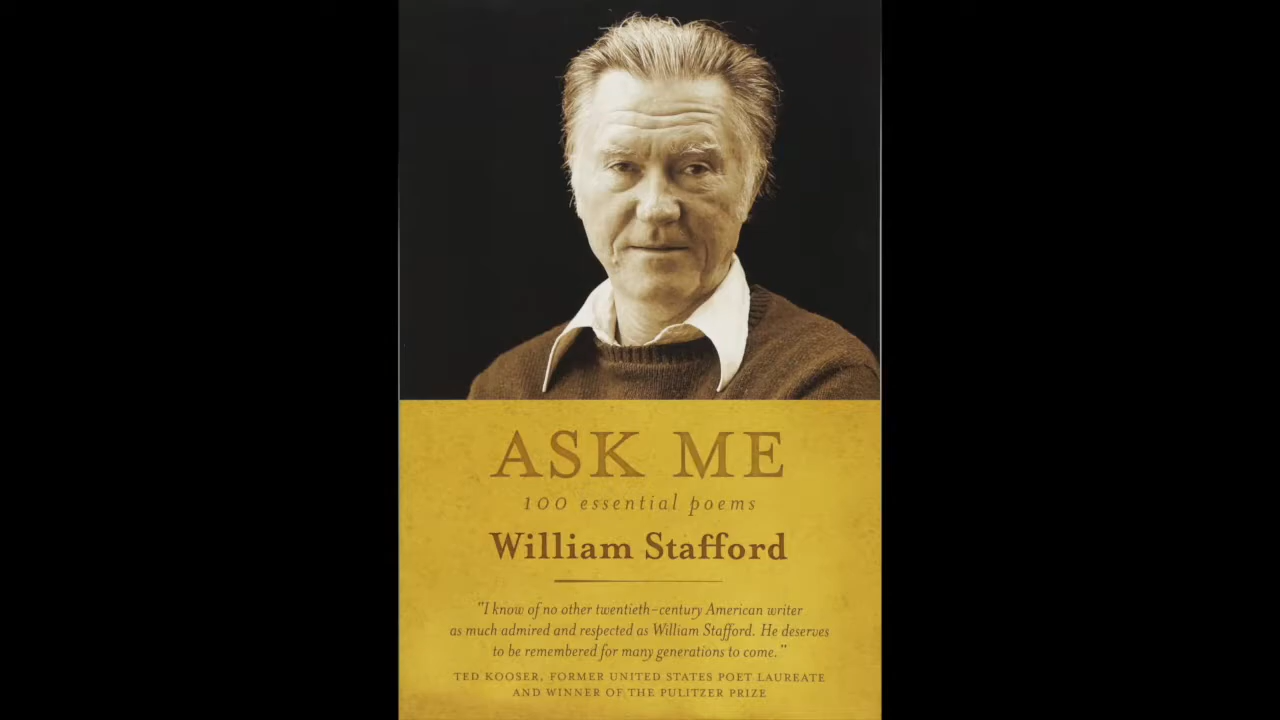 ASK ME
100 essential poems
William Stafford
"I know of no other twentieth-century American writer
as much admired and respected as William Stafford. He deserves
to be remembered for many generations to come."
TED KOOSER, FORMER UNITED STATES POET LAUREATE
AND WINNER OF THE PULITZER PRIZE